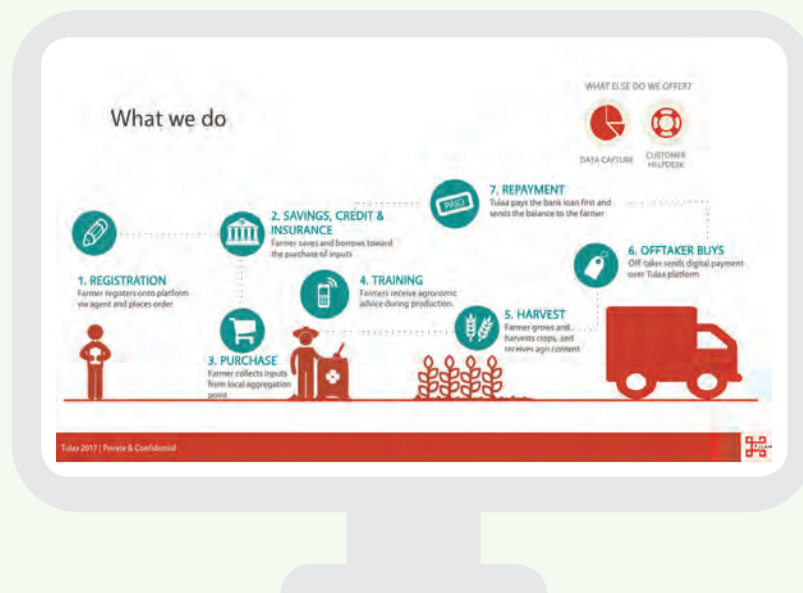 What we do
WHAT ELSE DO WE OFFER?
DATA CAPTURE
CUSTOMER
HELPDESK
1. REGISTRATION
Farmer registers onto platform
via agent and places order
2. SAVINGS, CREDIT &
INSURANCE
Farmer saves and borrows toward
the purchase of inputs
3. PURCHASE
Farmer collects inputs
from local aggregation
point
4. TRAINING
Farmers receive agronomic
advice during production.
5. HARVEST
Farmer grows and
harvests crops, and
receives agri content
6. OFFTAKER BUYS
Off-taker sends digital payment
over Tulaa platform
PAID
7. REPAYMENT
Tulaa pays the bank loan first and
sends the balance to the farmer
Tulaa 2017 | Private & Confidential